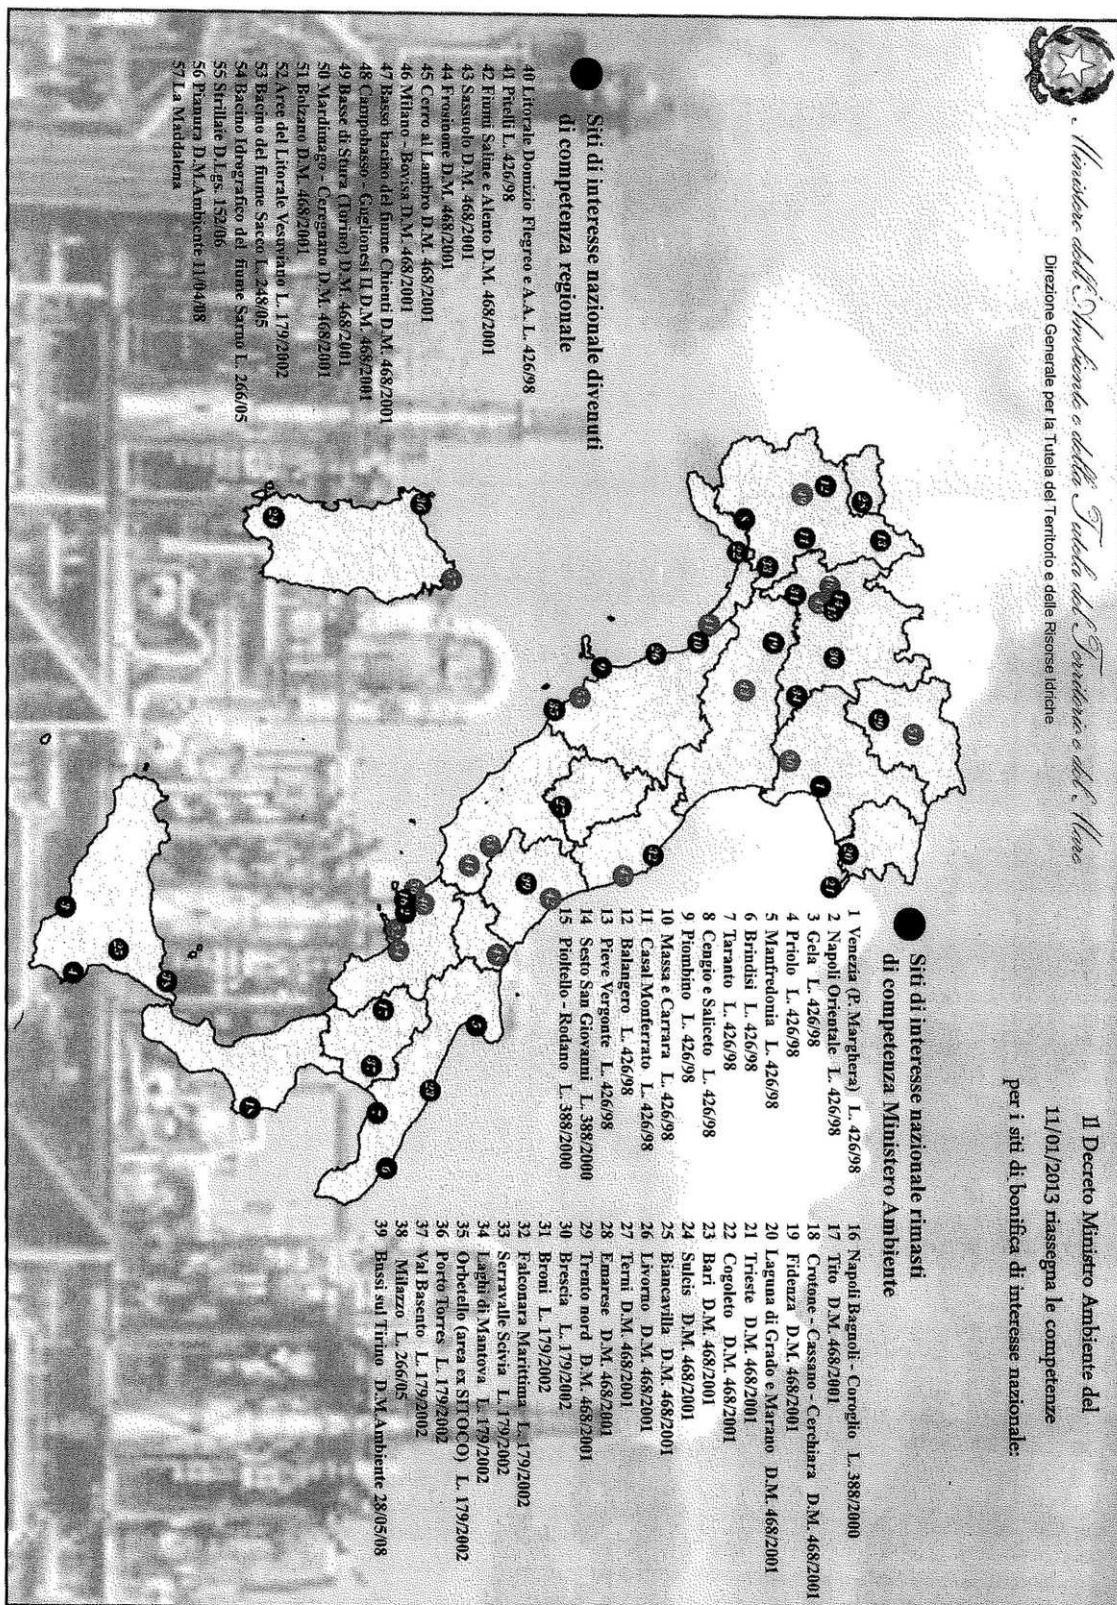 Ministero dell'Ambiente e della Tutela del Territorio e del Mare
Direzione Generale per la Tutela del Territorio e delle Risorse Idriche
Il Decreto Ministro Ambiente del
11/01/2013 riassegna le competenze
per i siti di bonifica di interesse nazionale:
Siti di interesse nazionale rimasti
di competenza Ministero Ambiente
1 Venezia (P. Marghera) L. 426/98
2 Napoli Orientale L. 426/98
3 Gela L. 426/98
4 Priolo L. 426/98
5 Manfredonia L. 426/98
6 Brindisi L. 426/98
7 Taranto L. 426/98
8 Cengio e Saliceto L. 426/98
9 Piombino L. 426/98
10 Massa e Carrara L. 426/98
11 Casal Monferrato L. 426/98
12 Balangero L. 426/98
13 Pieve Vergonte L. 426/98
14 Sesto San Giovanni L. 388/2000
15 Pioltello - Rodano L. 388/2000
16 Napoli Bagnoli - Coroglio L. 388/2000
17 Tito D.M. 468/2001
18 Crotone - Cassano - Cerchiara D.M. 468/2001
19 Fidenza D.M. 468/2001
20 Laguna di Grado e Marano D.M. 468/2001
21 Trieste D.M. 468/2001
22 Cogoleto D.M. 468/2001
23 Bari D.M. 468/2001
24 Sulcis D.M. 468/2001
25 Biancavilla D.M. 468/2001
26 Livorno D.M. 468/2001
27 Terni D.M. 468/2001
28 Emarese D.M. 468/2001
29 Trento nord D.M. 468/2001
30 Brescia L. 179/2002
31 Broni L. 179/2002
32 Falconara Marittima L. 179/2002
33 Serravalle Scivia L. 179/2002
34 Laghi di Mantova L. 179/2002
35 Orbetello (area ex SITOCO) L. 179/2002
36 Porto Torres L. 179/2002
37 Val Basento L. 179/2002
38 Milazzo L. 266/05
39 Bussi sul Tirino D.M.Ambiente 28/05/08
Siti di interesse nazionale divenuti
di competenza regionale
40 Litorale Domizio Flegreo e A.A. L. 426/98
41 Pitelli L. 426/98
42 Fiumi Saline e Alento D.M. 468/2001
43 Sassuolo D.M. 468/2001
44 Frosinone D.M. 468/2001
45 Cerro al Lambro D.M. 468/2001
46 Milano - Bovisa D.M. 468/2001
47 Basso bacino del fiume Chienti D.M. 468/2001
48 Campobasso - Guglionesi II D.M. 468/2001
49 Basse di Stura (Torino) D.M. 468/2001
50 Mardimago - Ceregnano D.M. 468/2001
51 Bolzano D.M. 468/2001
52 Aree del Litorale Vesuviano L. 179/2002
53 Bacino del fiume Sacco L. 248/05
54 Bacino Idrografico del fiume Sarno L. 266/05
55 Strillaie D.Lgs. 152/06
56 Pianura D.M.Ambiente 11/04/08
57 La Maddalena